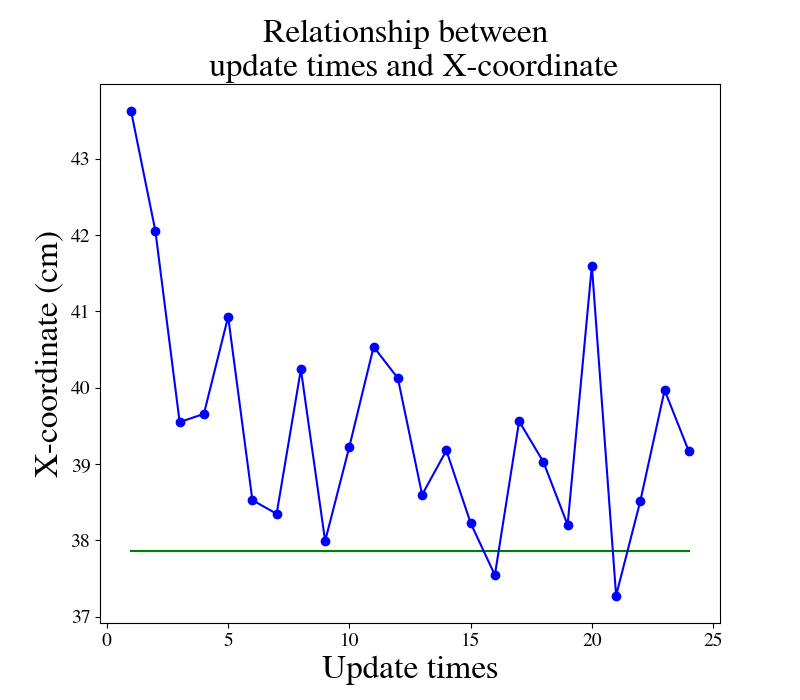 Relationship between
update times and X-coordinate
X-coordinate (cm)
43
42
41
40
39
38
37
0 5 10 15 20 25
Update times